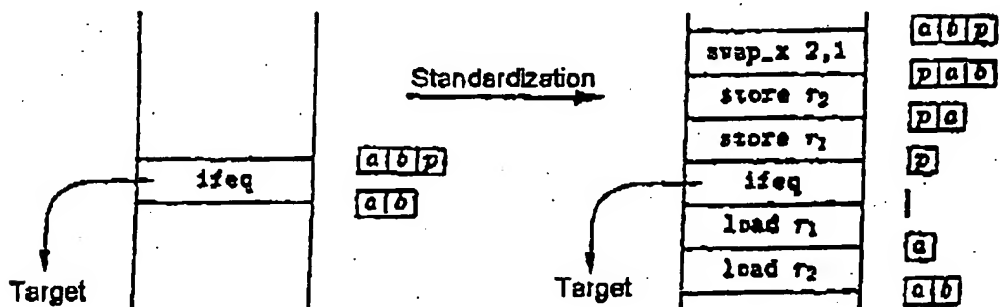 a b p
swap_x 2,1
Standardization
p a b
store r2
p a
store r1
a b p
p
ifeq
ifeq
a b
load r1
a
load r2
Target
Target
a b